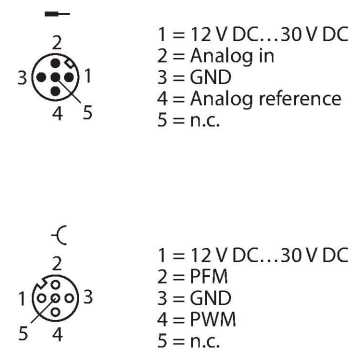 2
3 1
4 5
1 = 12 V DC...30 V DC
2 = Analog in
3 = GND
4 = Analog reference
5 = n.c.
2
1 3
5 4
1 = 12 V DC...30 V DC
2 = PFM
3 = GND
4 = PWM
5 = n.c.